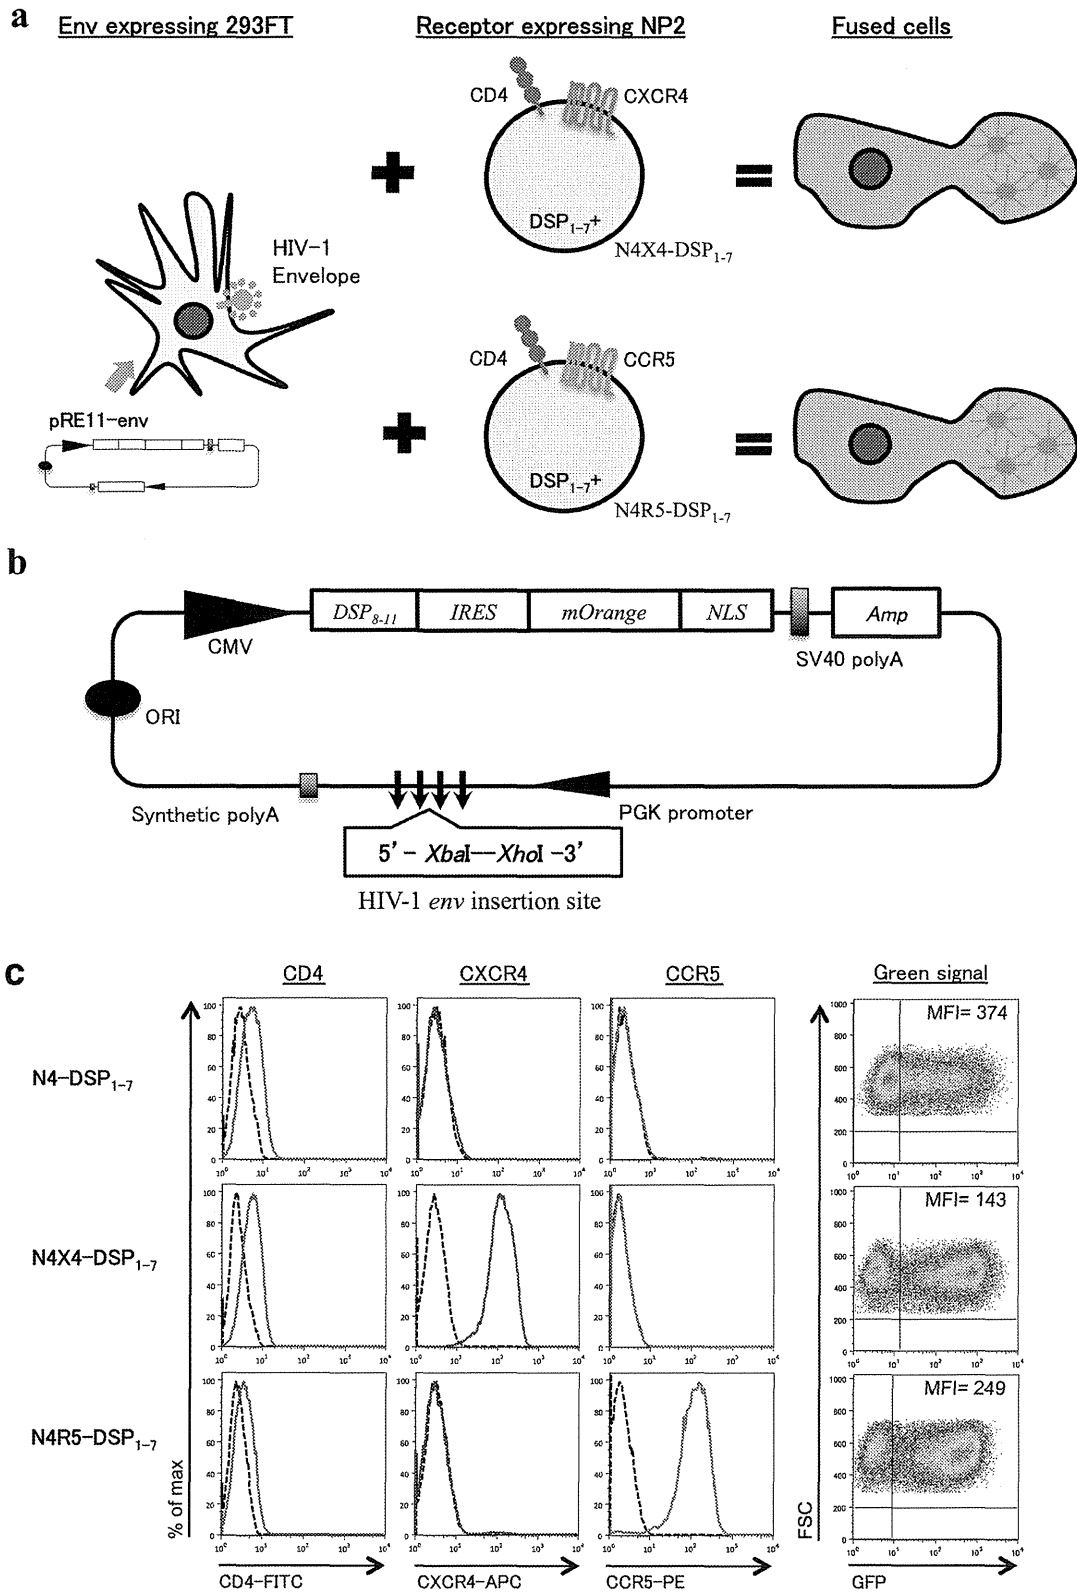 a
Env expressing 293FT
Receptor expressing NP2
Fused cells
CD4
CXCR4
DSP1-7+
N4X4-DSP1-7
HIV-1
Envelope
CD4
CCR5
DSP1-7+
N4R5-DSP1-7
pRE11-env
b
DSP8-11
IRES
mOrange
NLS
Amp
CMV
SV40 polyA
ORI
Synthetic polyA
PGK promoter
5' - XbaI—XhoI -3'
HIV-1 env insertion site
c
CD4
CXCR4
CCR5
Green signal
N4-DSP1-7
MFI= 374
N4X4-DSP1-7
MFI= 143
N4R5-DSP1-7
MFI= 249
% of max
FSC
CD4-FITC
CXCR4-APC
CCR5-PE
GFP